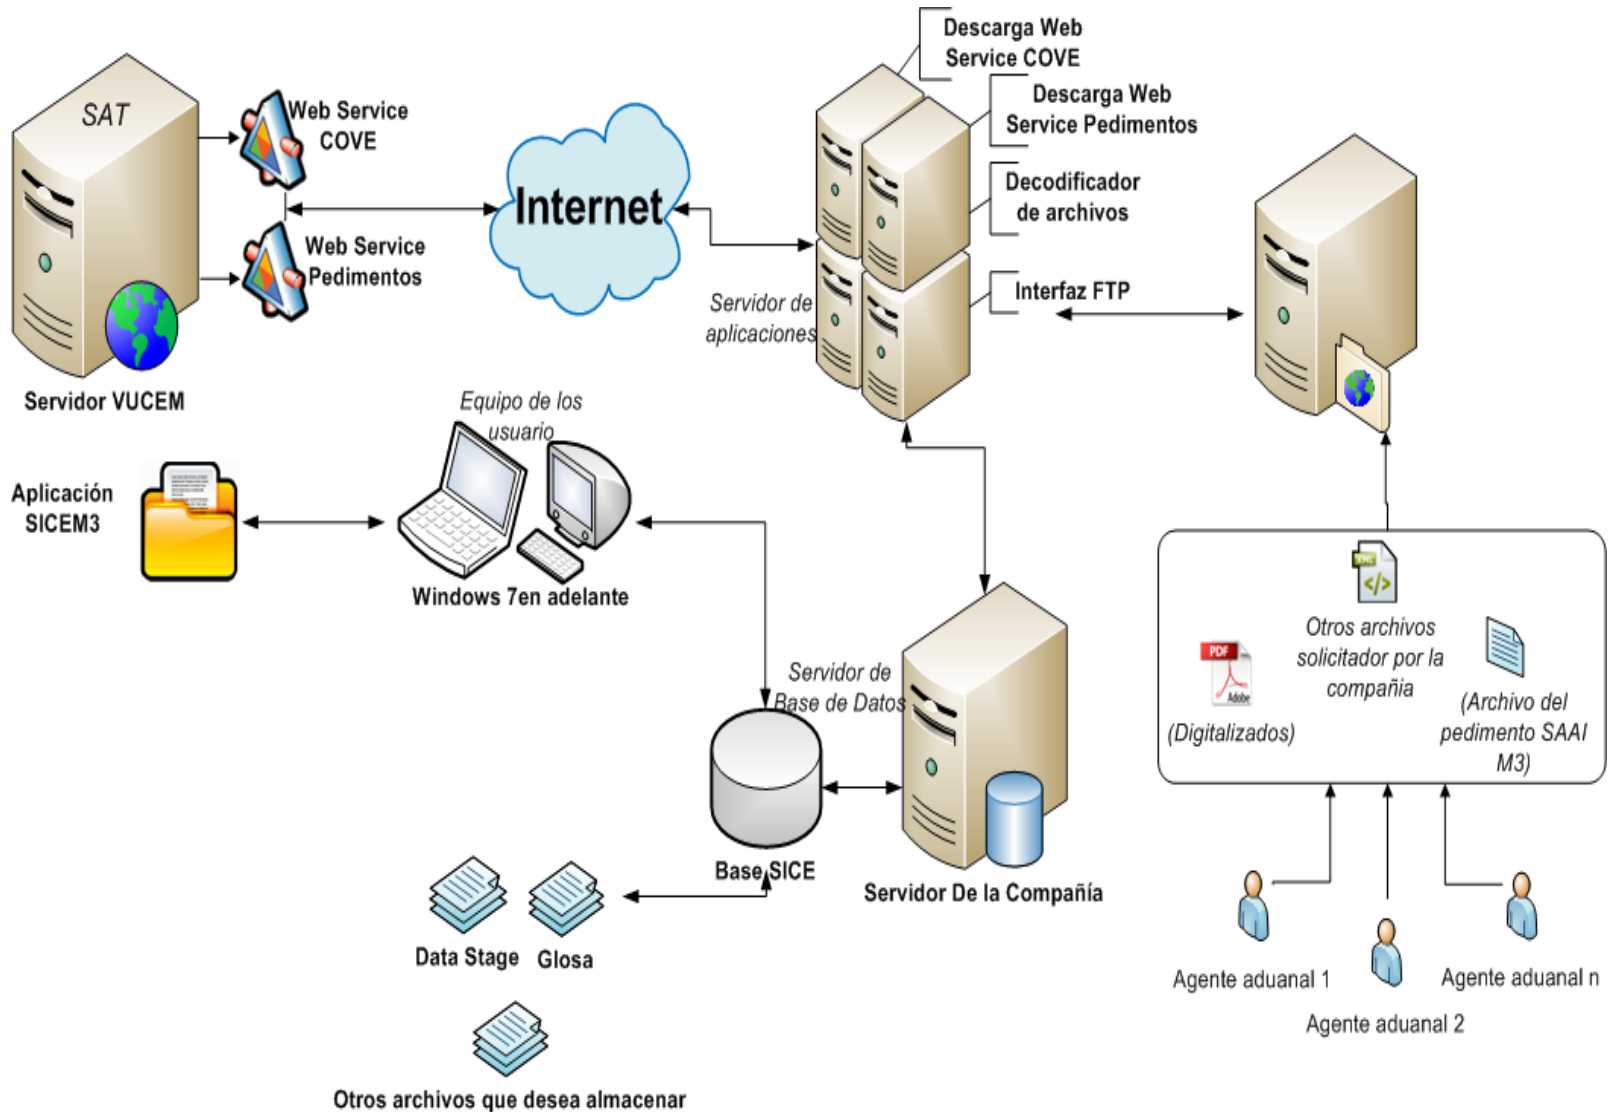 Descarga Web
Service COVE
Descarga Web
Service Pedimentos
Decodificador
de archivos
Interfaz FTP
SAT
Web Service
COVE
Web Service
Pedimentos
Internet
Servidor de
aplicaciones
Servidor VUCEM
Equipo de los
usuario
Aplicación
SICEM3
Windows 7en adelante
Servidor de
Base de Datos
Base SICE
Servidor De la Compañía
Data Stage
Glosa
Otros archivos que desea almacenar
XML
</>
Otros archivos
solicitador por la
compañia
PDF
Adobe
(Digitalizados)
(Archivo del
pedimento SAAI
M3)
Agente aduanal 1
Agente aduanal 2
Agente aduanal n